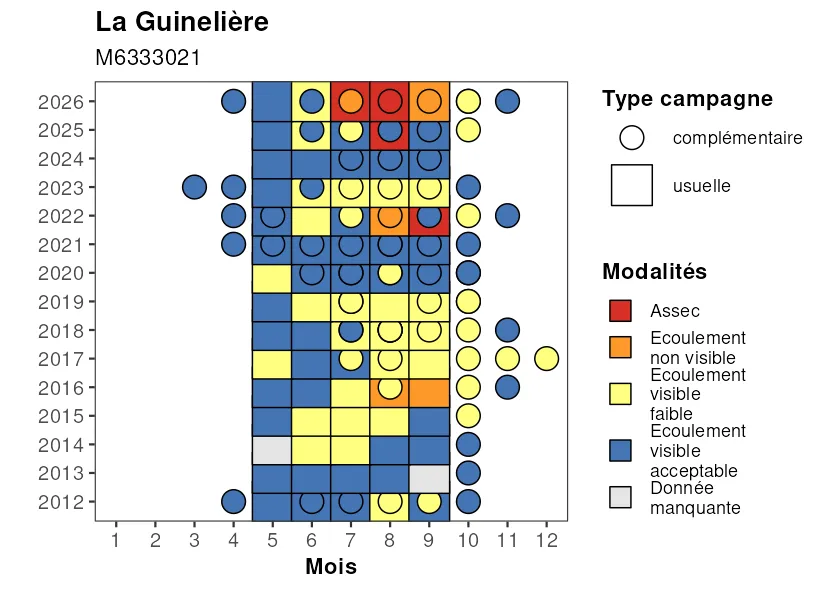 La Guinelière
M6333021
2026
2025
2024
2023
2022
2021
2020
2019
2018
2017
2016
2015
2014
2013
2012
1 2 3 4 5 6 7 8 9 10 11 12
Mois
Type campagne
complémentaire
usuelle
Modalités
Assec
Ecoulement
non visible
Ecoulement
visible
faible
Ecoulement
visible
acceptable
Donnée
manquante